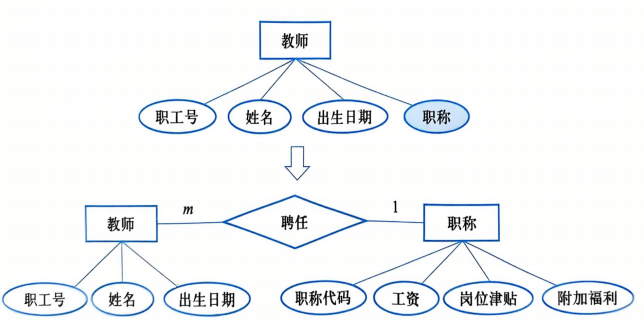 教师
职工号 姓名 出生日期 职称
m 1
教师 聘任 职称
职工号 姓名 出生日期 职称代码 工资 岗位津贴 附加福利